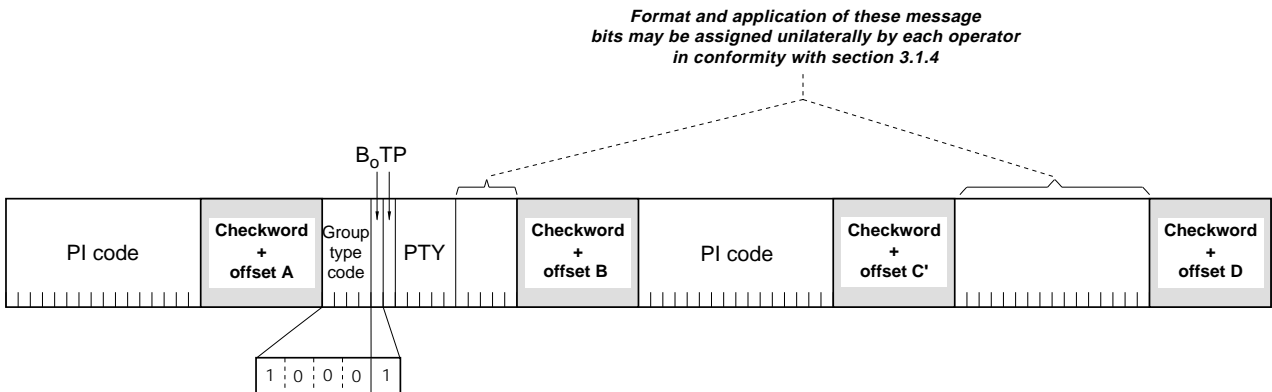 Format and application of these message
bits may be assigned unilaterally by each operator
in conformity with section 3.1.4
BoTP
PI code
Checkword
+
offset A
Group
type
code
PTY
Checkword
+
offset B
PI code
Checkword
+
offset C'
Checkword
+
offset D
1 0 0 0 1